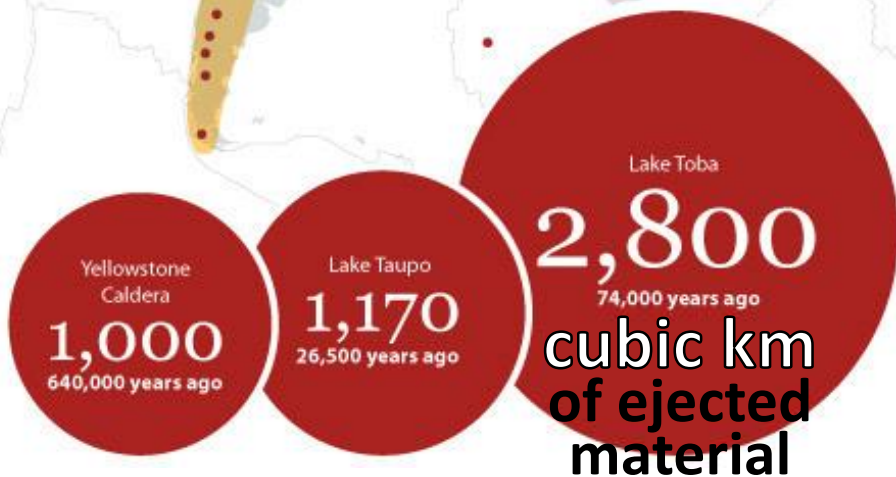 Yellowstone
Caldera
1,000
640,000 years ago
Lake Taupo
1,170
26,500 years ago
Lake Toba
2,800
74,000 years ago
cubic km
of ejected
material